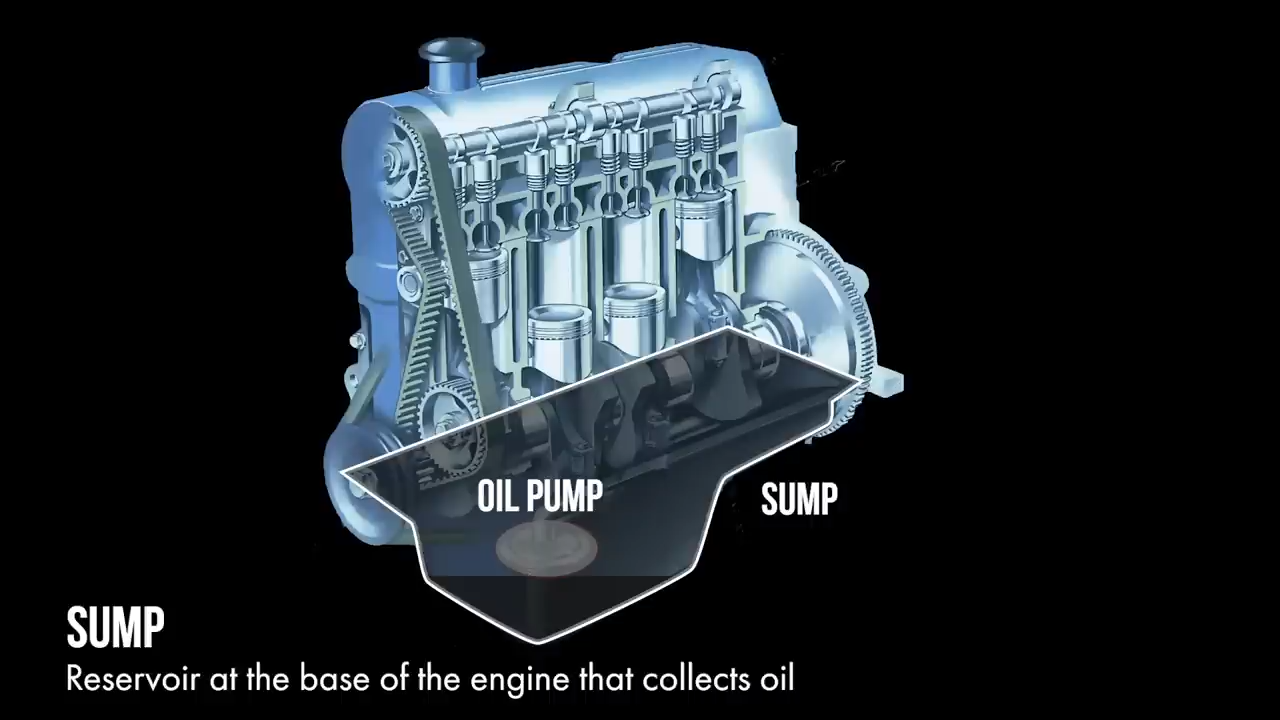 OIL PUMP
SUMP
SUMP
Reservoir at the base of the engine that collects oil